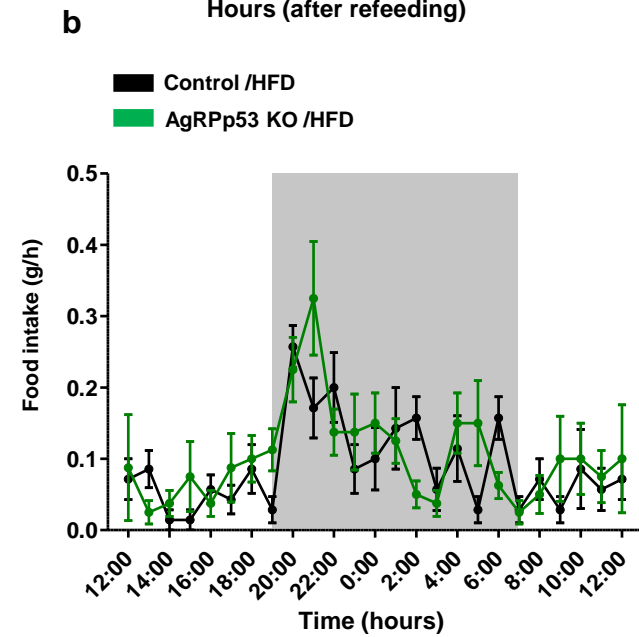 Hours (after refeeding)
b
Control /HFD
AgRPp53 KO /HFD
0.5
0.4
0.3
0.2
0.1
0.0
Food intake (g/h)
12:00 14:00 16:00 18:00 20:00 22:00 0:00 2:00 4:00 6:00 8:00 10:00 12:00
Time (hours)